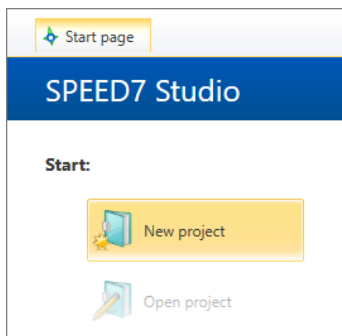 Start page
SPEED7 Studio
Start:
New project
Open project